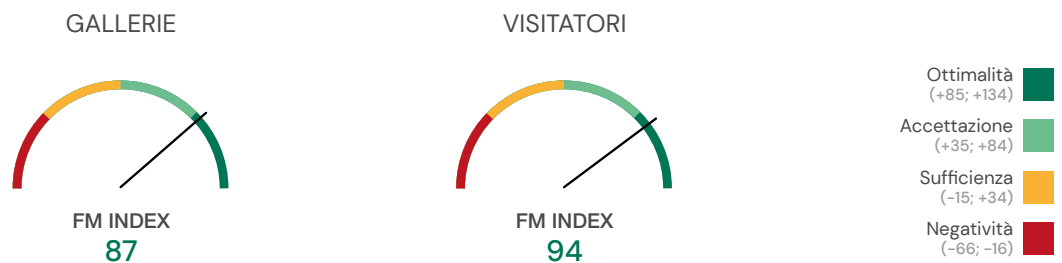 GALLERIE
FM INDEX
87
VISITATORI
FM INDEX
94
Ottimalità
(+85; +134)
Accettazione
(+35; +84)
Sufficienza
(-15; +34)
Negatività
(-66; -16)